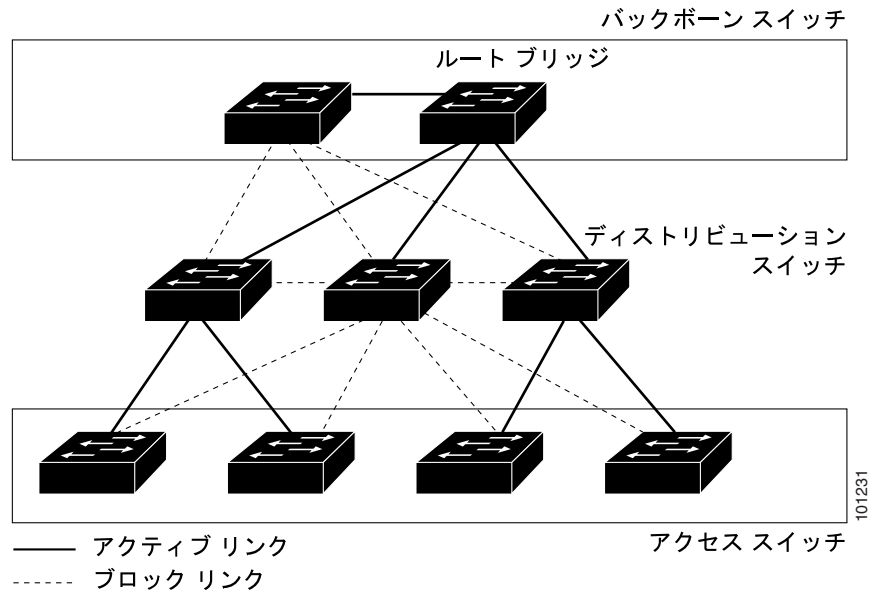 バックボーン スイッチ
ルート ブリッジ
ディストリビューション
スイッチ
101231
アクセス スイッチ
アクティブ リンク
ブロック リンク